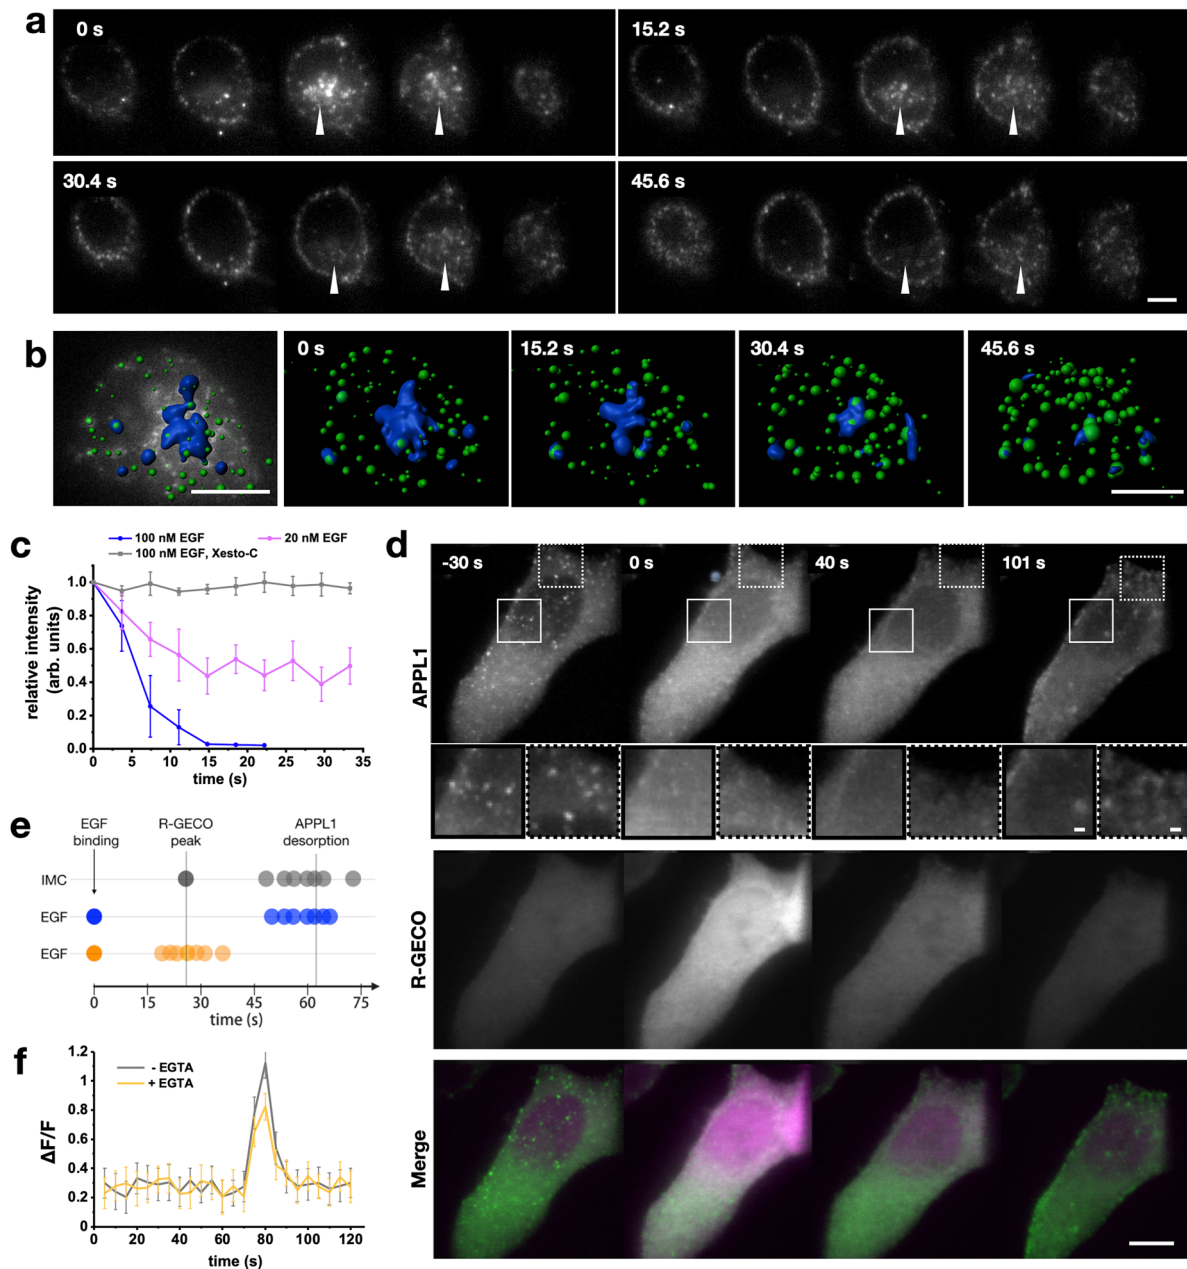 a
0 s
15.2 s
30.4 s
45.6 s
b
0 s
15.2 s
30.4 s
45.6 s
c
100 nM EGF
20 nM EGF
100 nM EGF, Xesto-C
relative intensity
(arb. units)
1.0
0.8
0.6
0.4
0.2
0.0
0 5 10 15 20 25 30 35
time (s)
d
APPL1
-30 s
0 s
40 s
101 s
R-GECO
Merge
e
EGF
binding
R-GECO
peak
APPL1
desorption
IMC
EGF
EGF
0 15 30 45 60 75
time (s)
f
- EGTA
+ EGTA
ΔF/F
1.2
1
0.8
0.6
0.4
0.2
0
0 20 40 60 80 100 120
time (s)